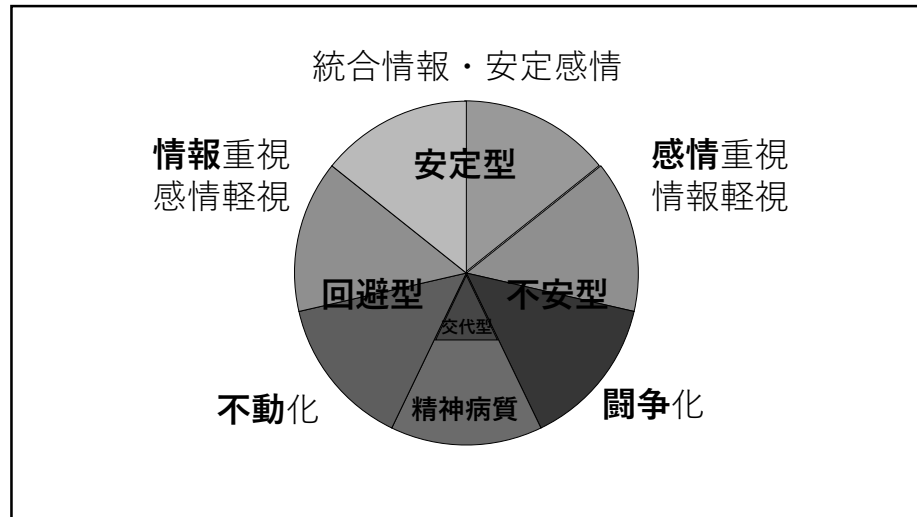 統合情報・安定感情
情報重視
感情軽視
感情重視
情報軽視
安定型
回避型
不安型
交代型
精神病質
不動化
闘争化